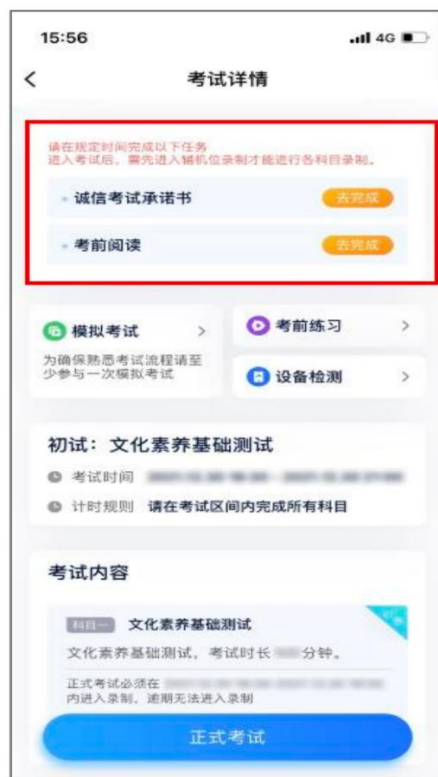 15:56
4G
考试详情
请在规定时间完成以下任务
进入考试后，需先进入辅机位录制才能进行各科目录制。
诚信考试承诺书
去完成
考前阅读
去完成
模拟考试
为确保熟悉考试流程请至
少参与一次模拟考试
考前练习
设备检测
初试：文化素养基础测试
考试时间
计时规则 请在考试区间内完成所有科目
考试内容
科目一 文化素养基础测试
文化素养基础测试，考试时长 分钟。
正式考试必须在
内进入录制，逾期无法进入录制
正式考试